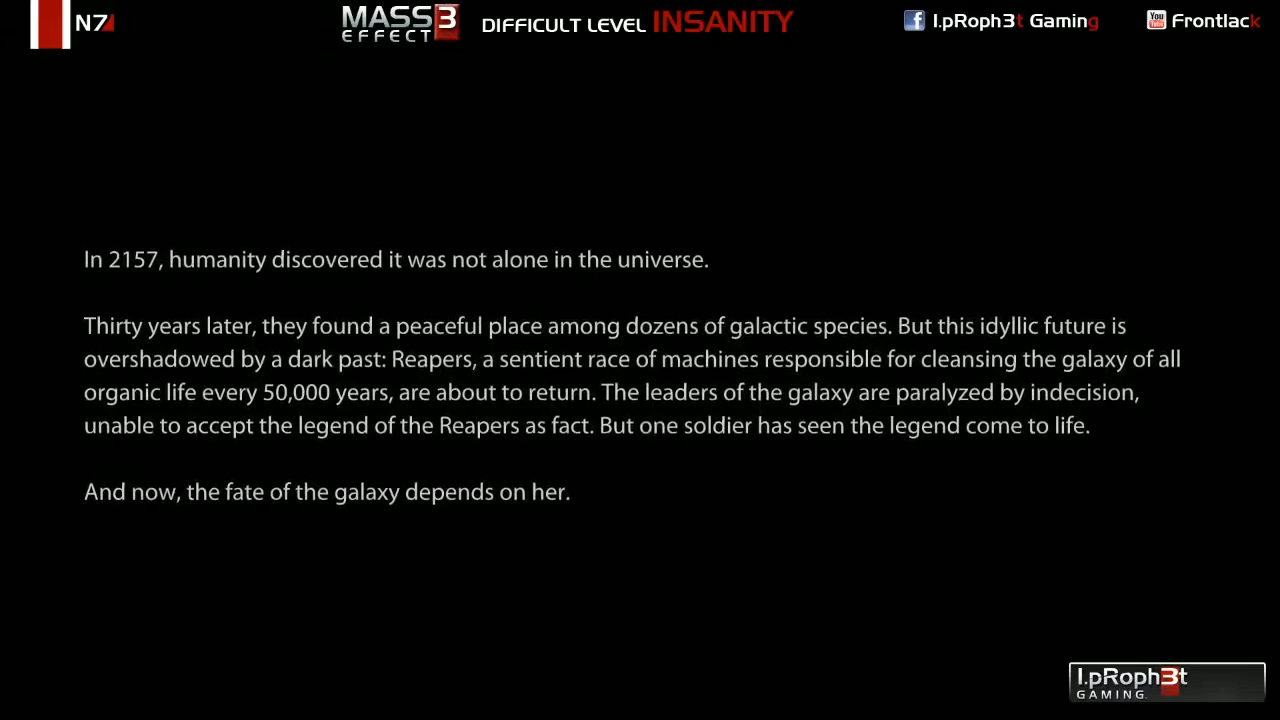 N7
MASS EFFECT 3
DIFFICULT LEVEL INSANITY
I.pRoph3t Gaming
You Tube
Frontlack
In 2157, humanity discovered it was not alone in the universe.
Thirty years later, they found a peaceful place among dozens of galactic species. But this idyllic future is
overshadowed by a dark past: Reapers, a sentient race of machines responsible for cleansing the galaxy of all
organic life every 50,000 years, are about to return. The leaders of the galaxy are paralyzed by indecision,
unable to accept the legend of the Reapers as fact. But one soldier has seen the legend come to life.
And now, the fate of the galaxy depends on her.
I.pRoph3t
GAMING